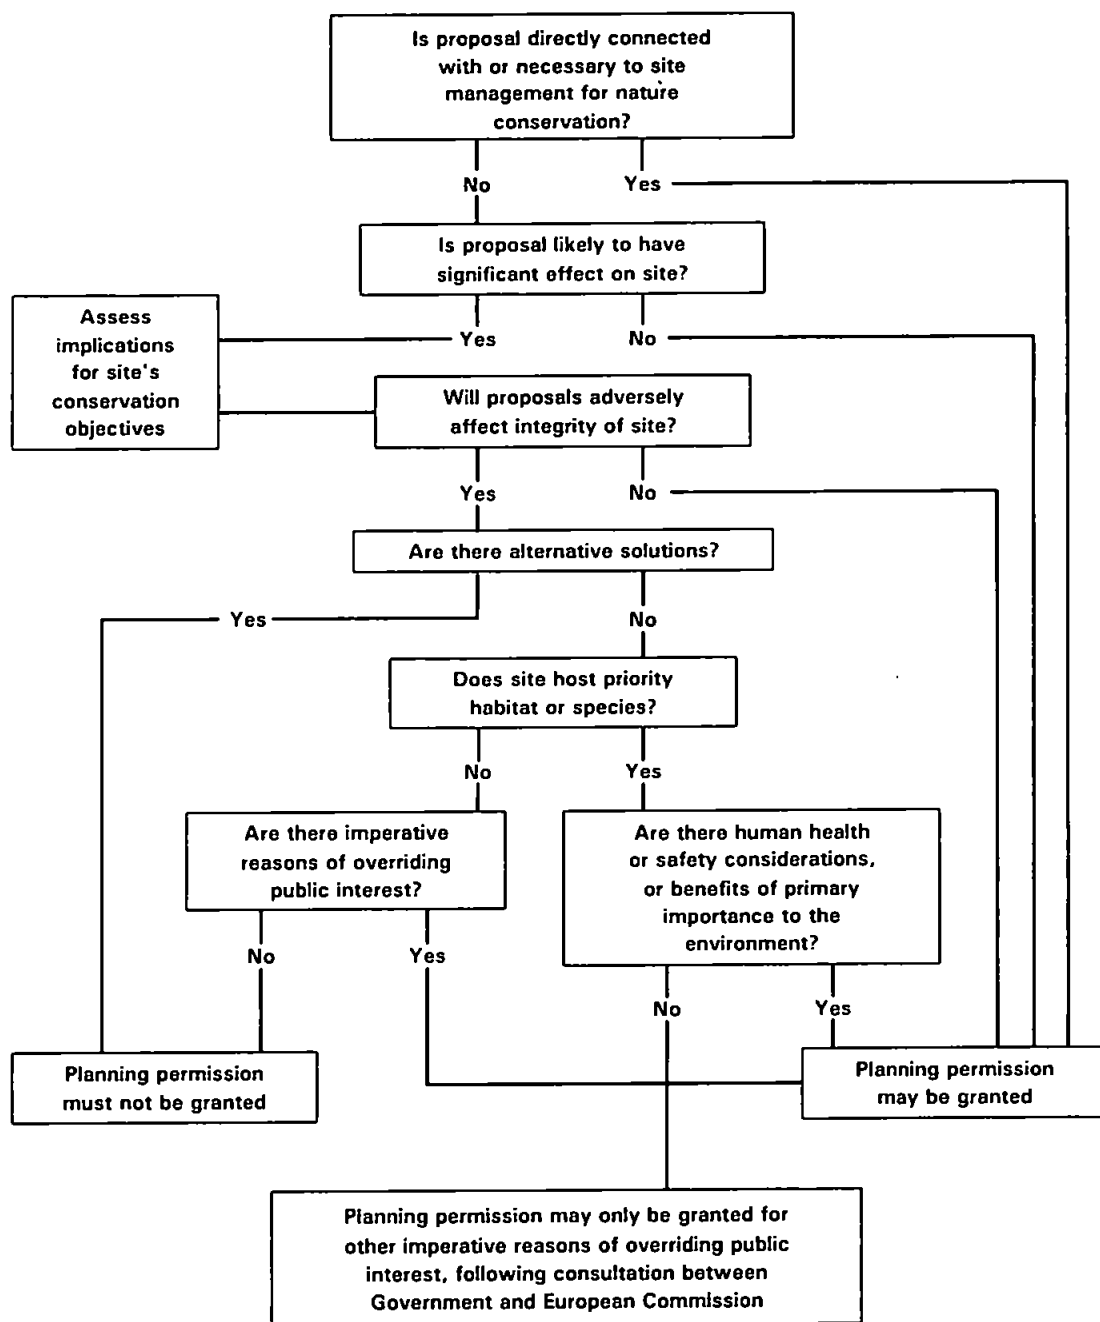 Is proposal directly connected
with or necessary to site
management for nature
conservation?
No
Yes
Is proposal likely to have
significant effect on site?
Assess
implications
for site's
conservation
objectives
Yes
No
Will proposals adversely
affect integrity of site?
Yes
No
Are there alternative solutions?
Yes
No
Does site host priority
habitat or species?
No
Yes
Are there imperative
reasons of overriding
public interest?
Are there human health
or safety considerations,
or benefits of primary
importance to the
environment?
No
Yes
No
Yes
Planning permission
must not be granted
Planning permission
may be granted
Planning permission may only be granted for
other imperative reasons of overriding public
interest, following consultation between
Government and European Commission